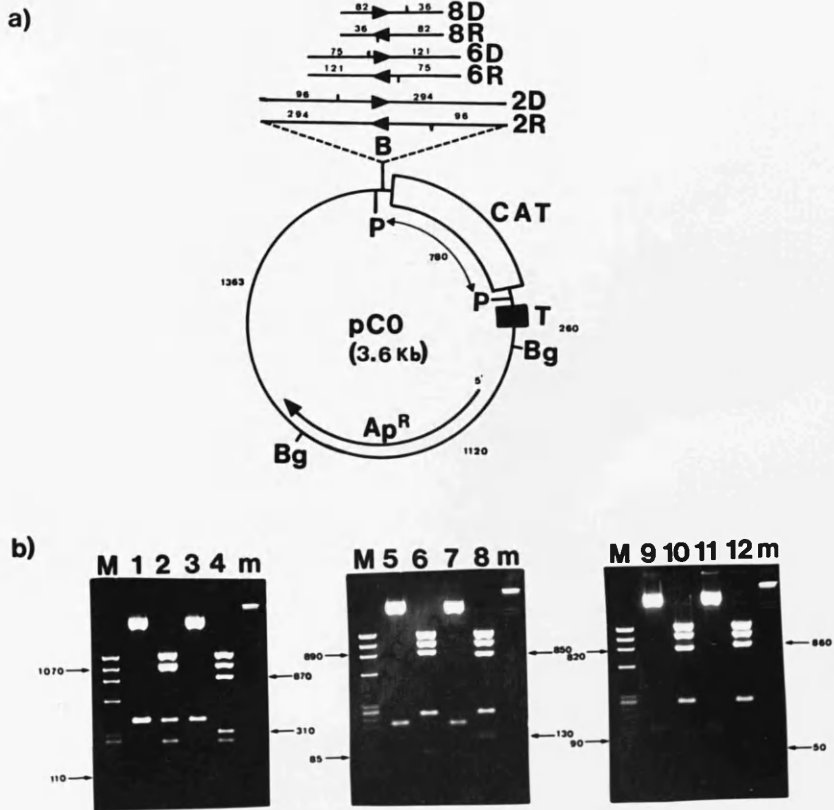 a)
82 36 8D
36 82 8R
75 121 6D
121 75 6R
96 294 2D
294 96 2R
B
CAT
P
780
1363
P
T
260
pCO
(3.6 Kb)
Bg
5'
Ap^R
Bg
1120
b)
M 1 2 3 4 m
M 5 6 7 8 m
M 9 10 11 12 m
1070
870
310
110
890
850
130
85
820
860
90
50